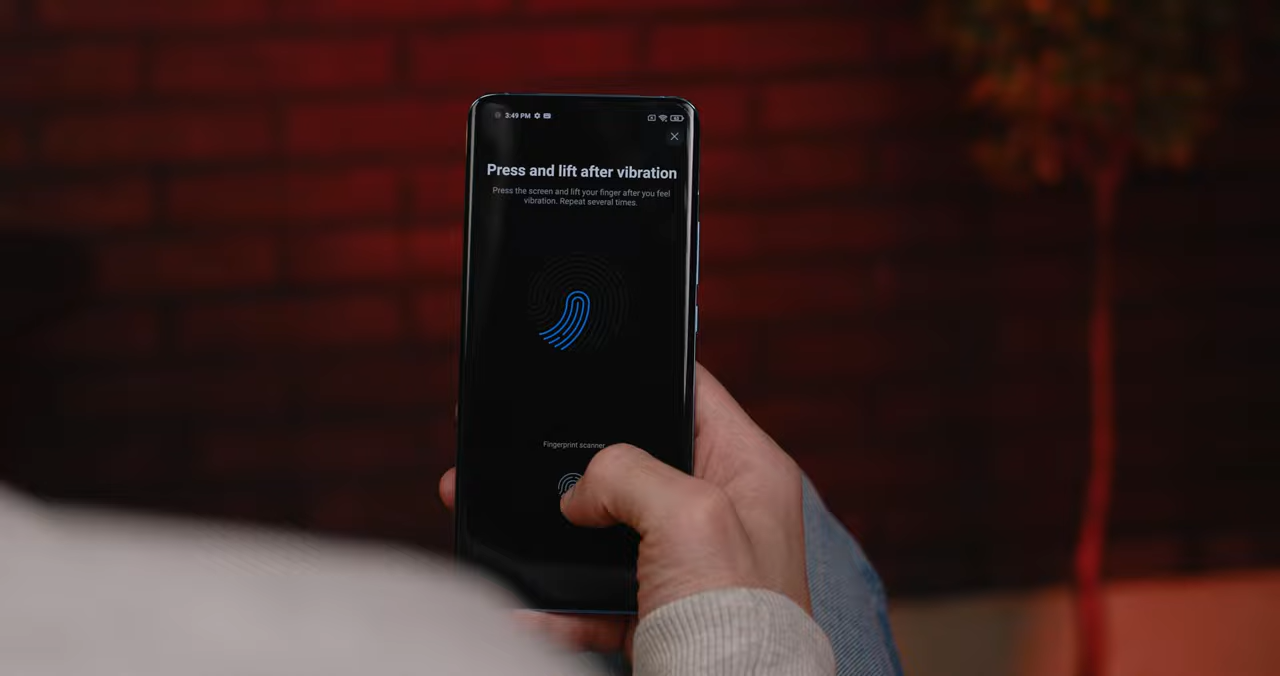 3:49 PM
Press and lift after vibration
Press the screen and lift your finger after you feel
vibration. Repeat several times.
Fingerprint scanner